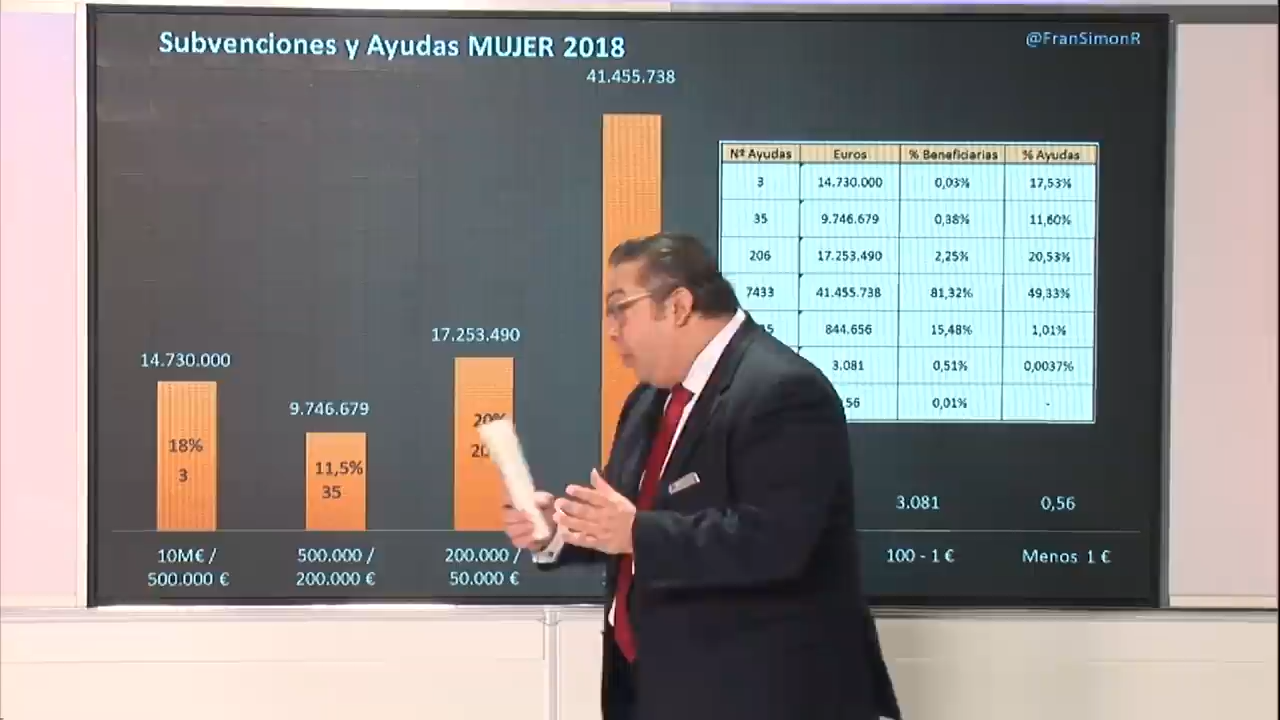 Subvenciones y Ayudas MUJER 2018
@FranSimonR
41.455.738
Nª Ayudas Euros % Beneficiarias % Ayudas
3 14.730.000 0,03% 17,53%
35 9.746.679 0,38% 11,60%
206 17.253.490 2,25% 20,53%
7433 41.455.738 81,32% 49,33%
844.656 15,48% 1,01%
3.081 0,51% 0,0037%
0,01% -
17.253.490
14.730.000
9.746.679
20%
18%
3
11,5%
35
3.081 0,56
10M€ /
500.000 €
500.000 /
200.000 €
200.000 /
50.000 €
100 - 1 €
Menos 1 €